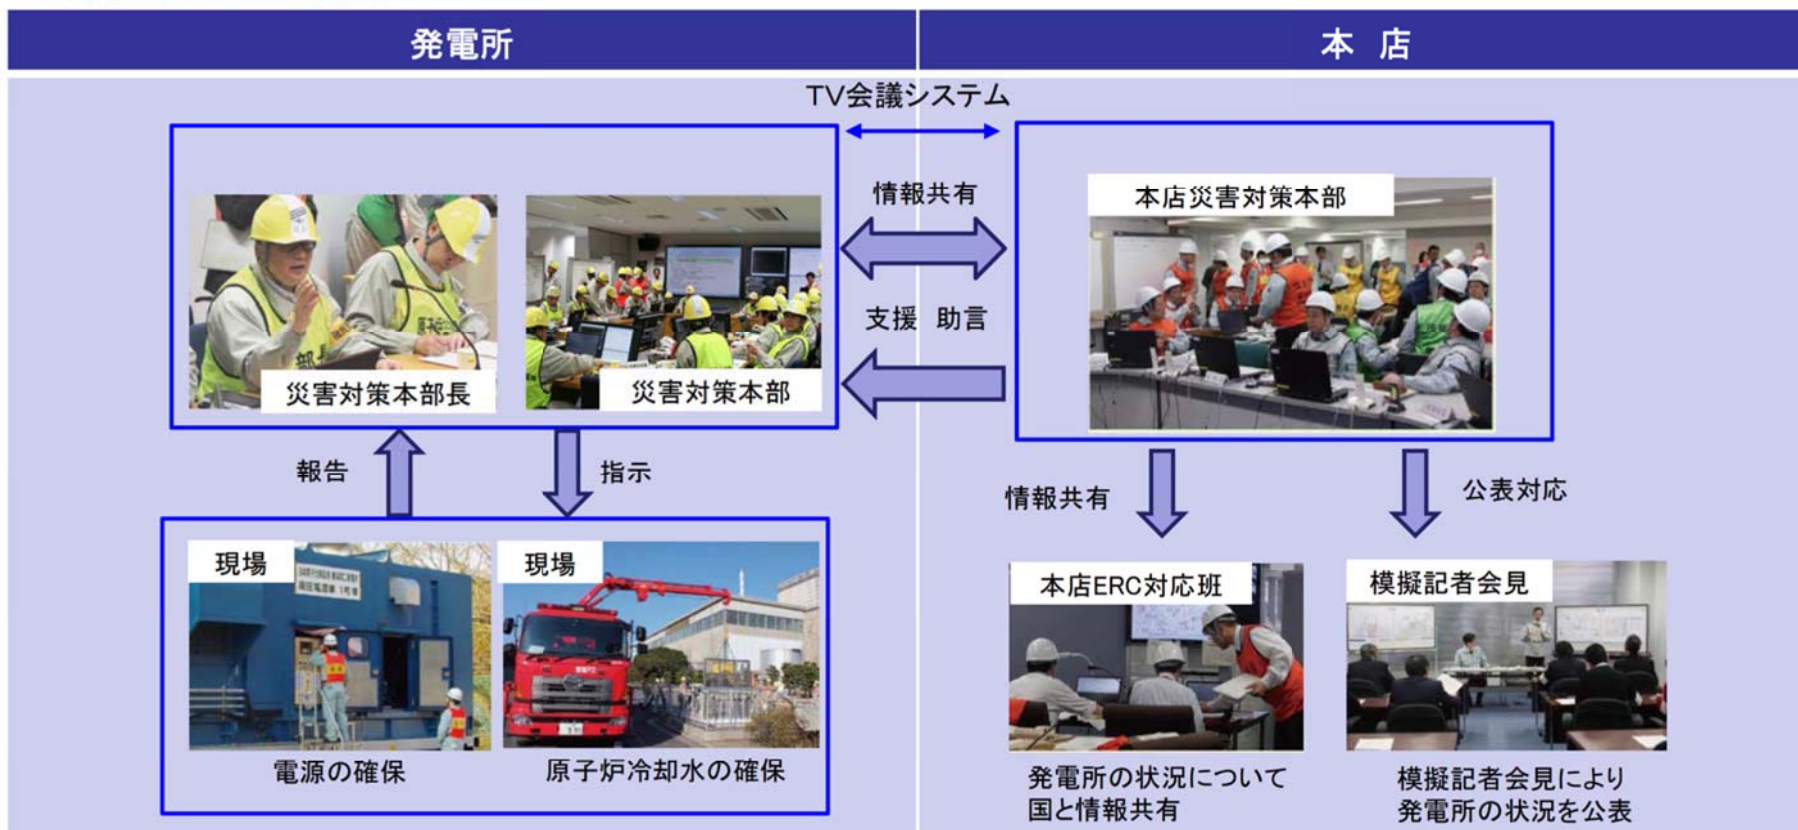 発電所
本 店
TV会議システム
情報共有
支援 助言
本店災害対策本部
災害対策本部長
災害対策本部
報告
指示
情報共有
公表対応
現場
現場
本店ERC対応班
模擬記者会見
電源の確保
原子炉冷却水の確保
発電所の状況について
国と情報共有
模擬記者会見により
発電所の状況を公表